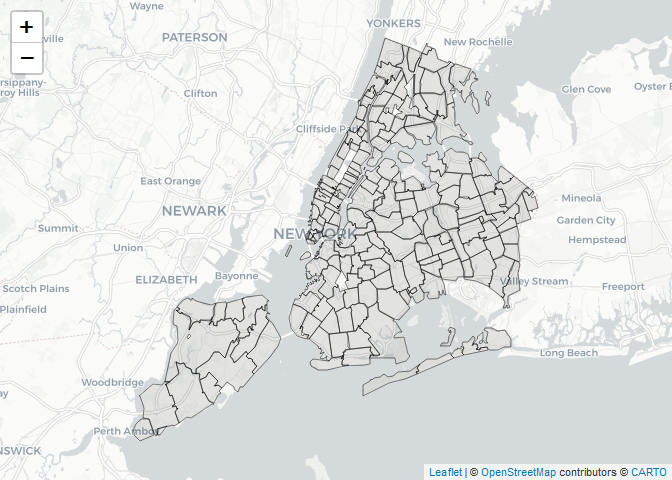 Wayne
YONKERS
+
PATERSON
New Rochelle
−
rsippany-
roy Hills
Glen Cove
Oyster B
Clifton
Cliffside Park
East Orange
Mineola
NEWARK
Garden City
Summit
NEW YORK
Hempstead
Union
Bayonne
ELIZABETH
Valley Stream
Scotch Plains
Freeport
Plainfield
Long Beach
Woodbridge
Perth Amboy
NSWICK
Leaflet | © OpenStreetMap contributors © CARTO